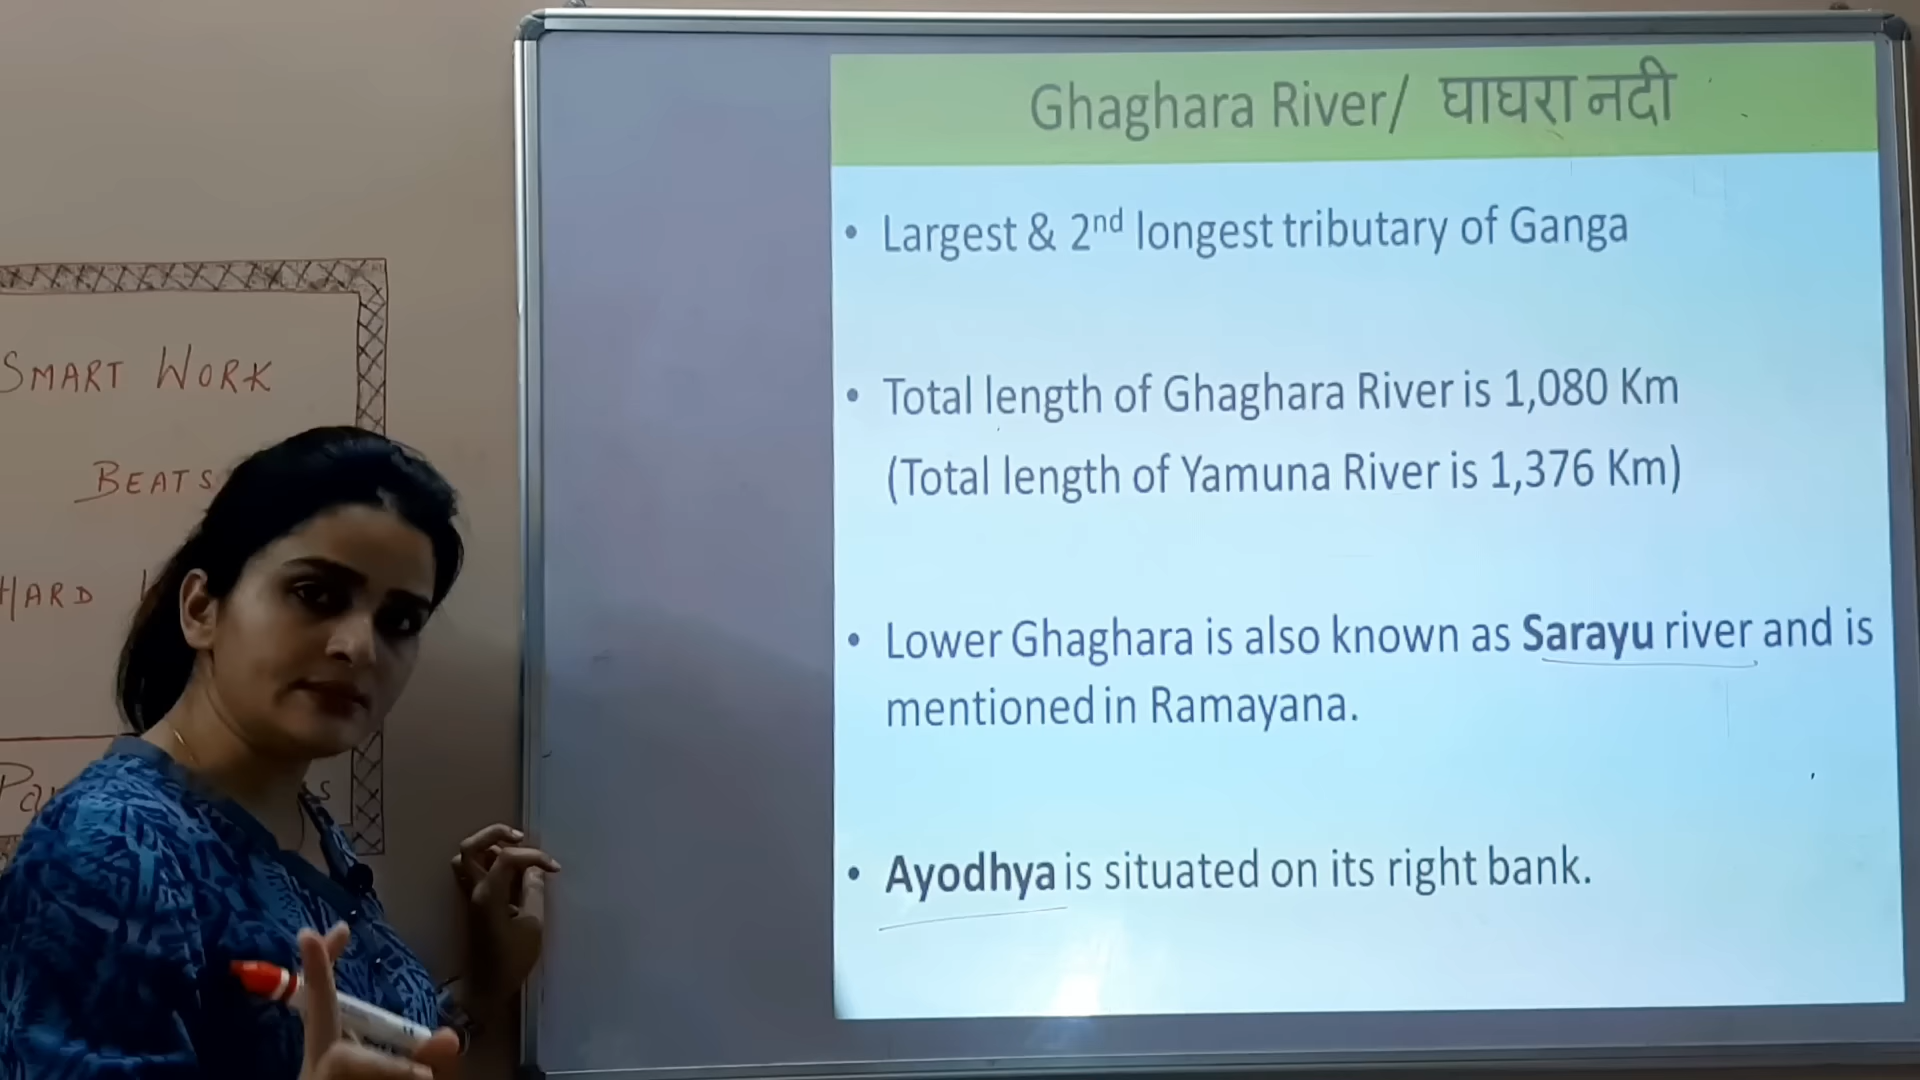 Ghaghara River/ घाघरा नदी
• Largest & 2nd longest tributary of Ganga
• Total length of Ghaghara River is 1,080 Km
(Total length of Yamuna River is 1,376 Km)
• Lower Ghaghara is also known as Sarayu river and is
mentioned in Ramayana.
• Ayodhya is situated on its right bank.
SMART WORK
BEATS
HARD